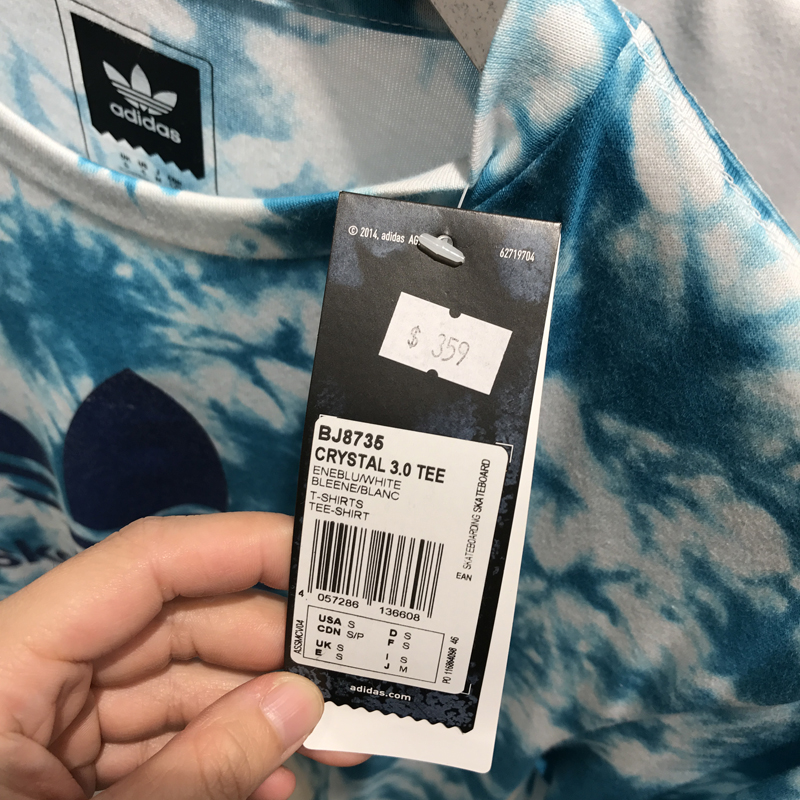 adidas
© 2014, adidas AG
62719704
$ 359
BJ8735
CRYSTAL 3.0 TEE
ENEBLU/WHITE
BLEENE/BLANC
T-SHIRTS
TEE-SHIRT
SKATEBOARDING SKATEBOARD
EAN
4 057286 136608
ASSMCV04
USA S D S
CDN S/P F S
UK S I S
E S J M
adidas.com